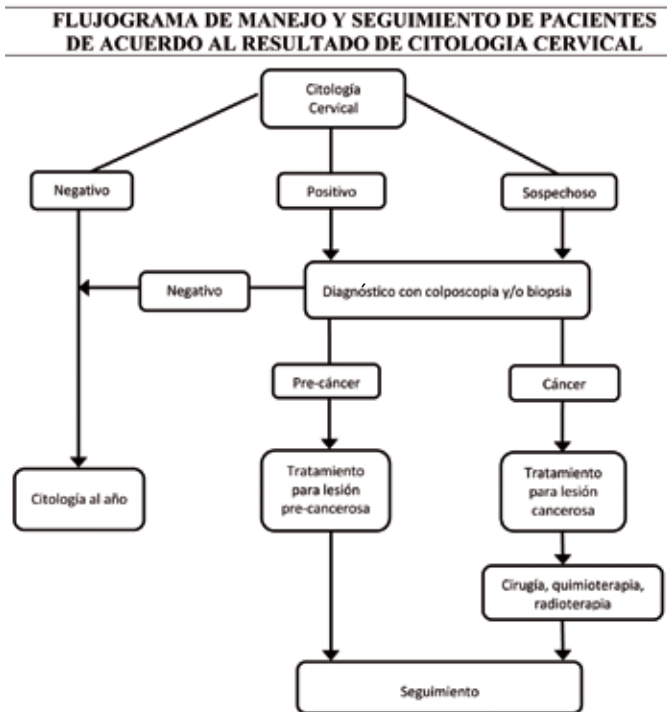 FLUJOGRAMA DE MANEJO Y SEGUIMIENTO DE PACIENTES
DE ACUERDO AL RESULTADO DE CITOLOGIA CERVICAL
Citología
Cervical
Negativo
Positivo
Sospechoso
Negativo
Diagnóstico con colposcopia y/o biopsia
Pre-cáncer
Cáncer
Citología al año
Tratamiento
para lesión
pre-cancerosa
Tratamiento
para lesión
cancerosa
Cirugía, quimioterapia,
radioterapia
Seguimiento